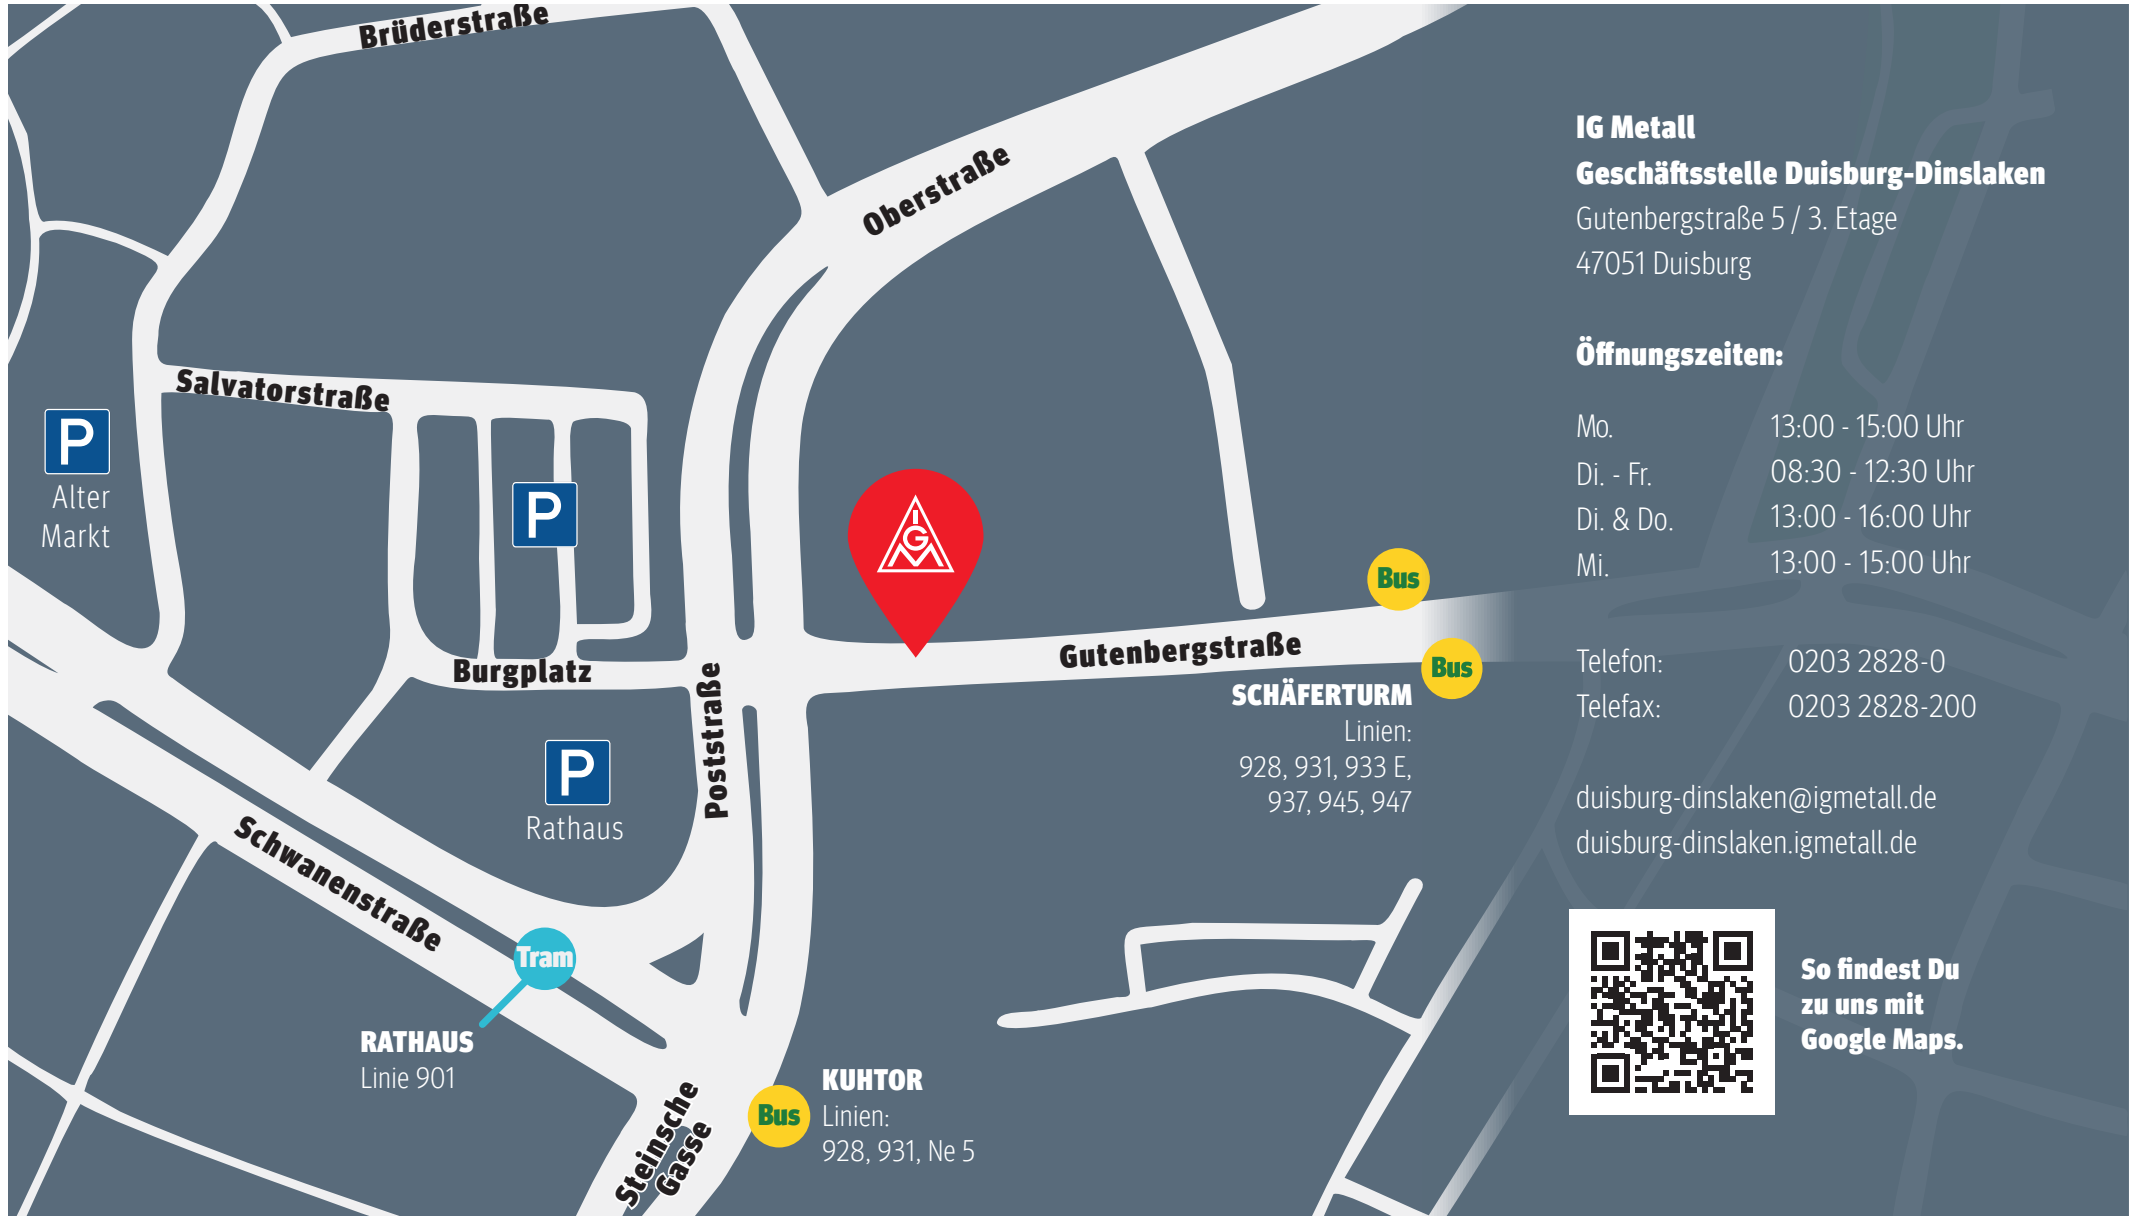 Brüderstraße
Oberstraße
Salvatorstraße
P
Alter
Markt
P
IGM
Bus
Gutenbergstraße
Bus
Burgplatz
Poststraße
SCHÄFERTURM
Linien:
928, 931, 933 E,
937, 945, 947
P
Rathaus
Schwanenstraße
Tram
RATHAUS
Linie 901
KUHTOR
Bus
Linien:
928, 931, Ne 5
Steinsche
Gasse
IG Metall
Geschäftsstelle Duisburg-Dinslaken
Gutenbergstraße 5 / 3. Etage
47051 Duisburg
Öffnungszeiten:
Mo. 13:00 - 15:00 Uhr
Di. - Fr. 08:30 - 12:30 Uhr
Di. & Do. 13:00 - 16:00 Uhr
Mi. 13:00 - 15:00 Uhr
Telefon: 0203 2828-0
Telefax: 0203 2828-200
duisburg-dinslaken@igmetall.de
duisburg-dinslaken.igmetall.de
So findest Du
zu uns mit
Google Maps.